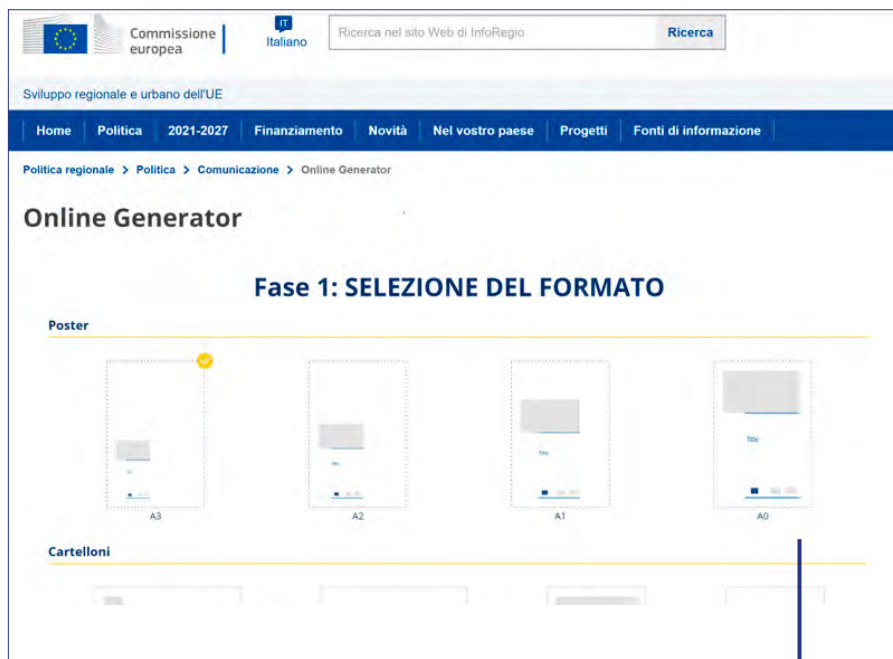 Commissione
europea
IT
Italiano
Ricerca nel sito Web di InfoRegio
Ricerca
Sviluppo regionale e urbano dell'UE
Home Politica 2021-2027 Finanziamento Novità Nel vostro paese Progetti Fonti di informazione
Politica regionale > Politica > Comunicazione > Online Generator
Online Generator
Fase 1: SELEZIONE DEL FORMATO
Poster
Title
Title
A3 A2 A1 A0
Cartelloni